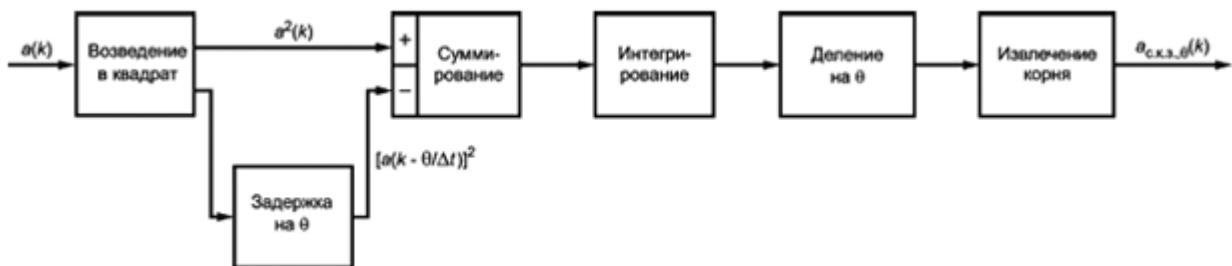 a(k)
Возведение
в квадрат
a²(k)
+
−
Сумми-
рование
Интегри-
рование
Деление
на θ
Извлечение
корня
a с.к.з.,θ(k)
[a(k - θ/Δt)]²
Задержка
на θ